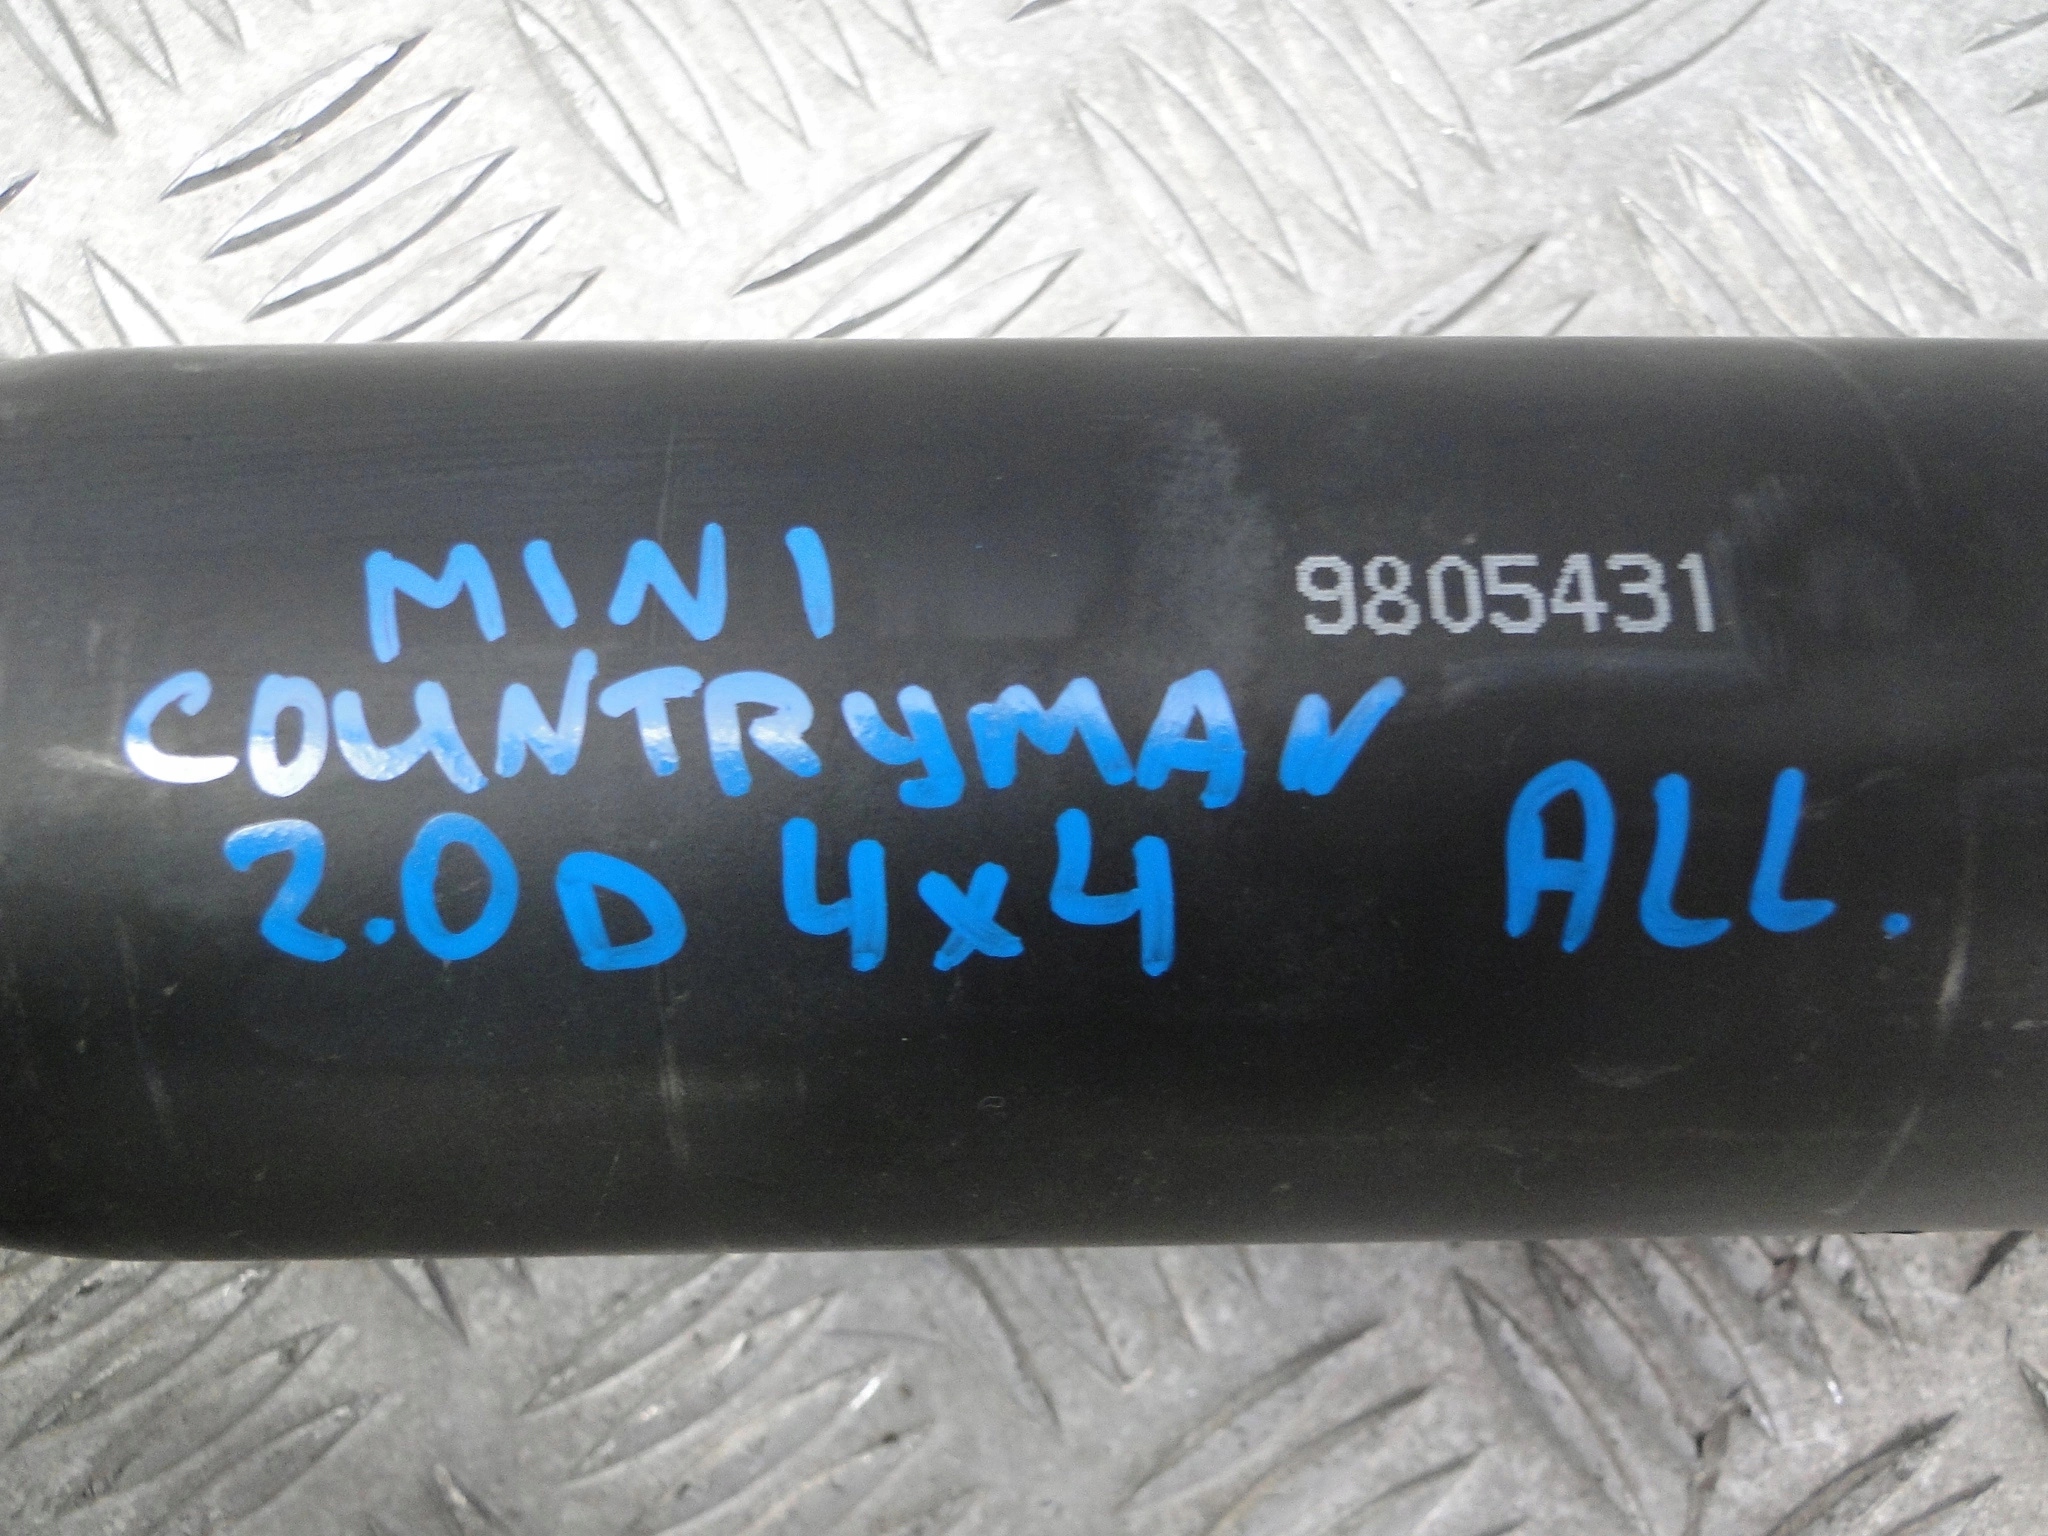 MINI
9805431
COUNTRYMAN
2.0D 4x4 ALL.